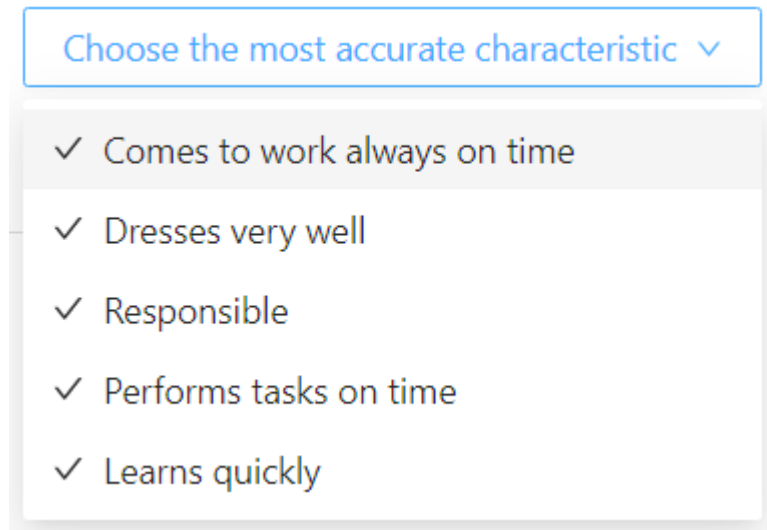 Choose the most accurate characteristic
Comes to work always on time
Dresses very well
Responsible
Performs tasks on time
Learns quickly